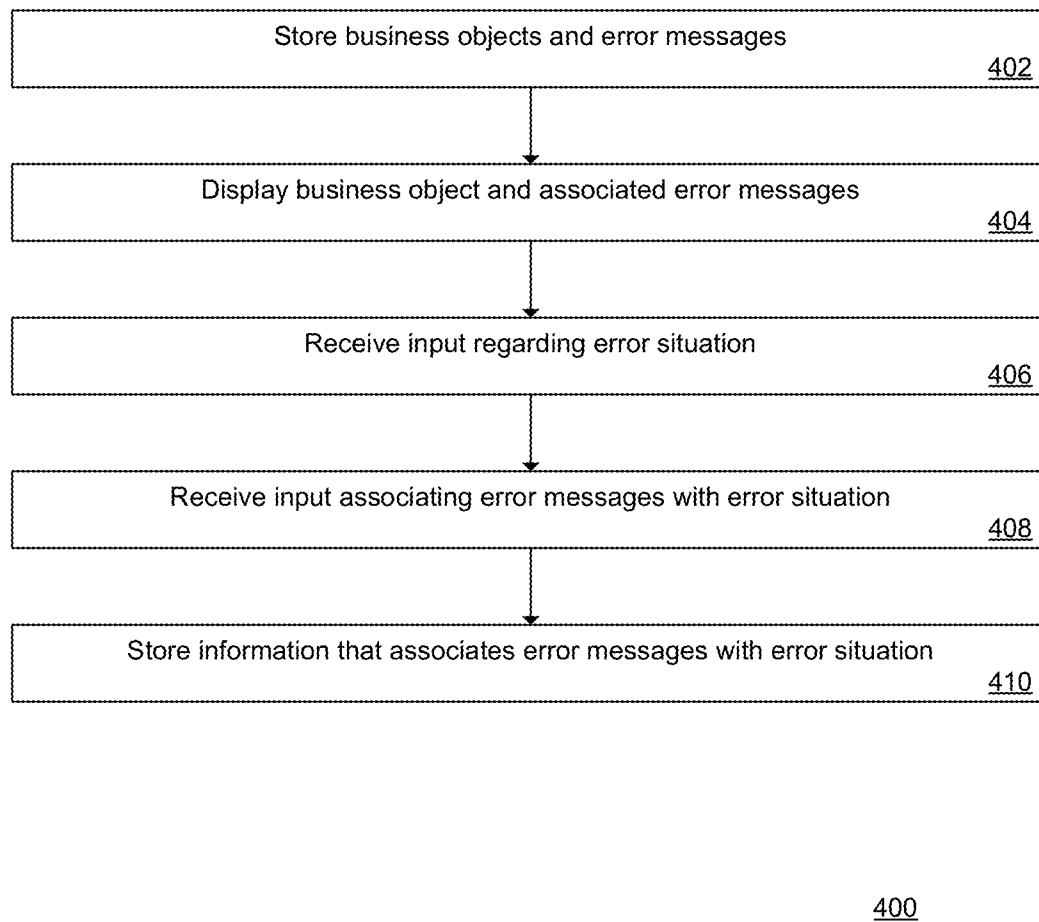 Store business objects and error messages
402
Display business object and associated error messages
404
Receive input regarding error situation
406
Receive input associating error messages with error situation
408
Store information that associates error messages with error situation
410
400